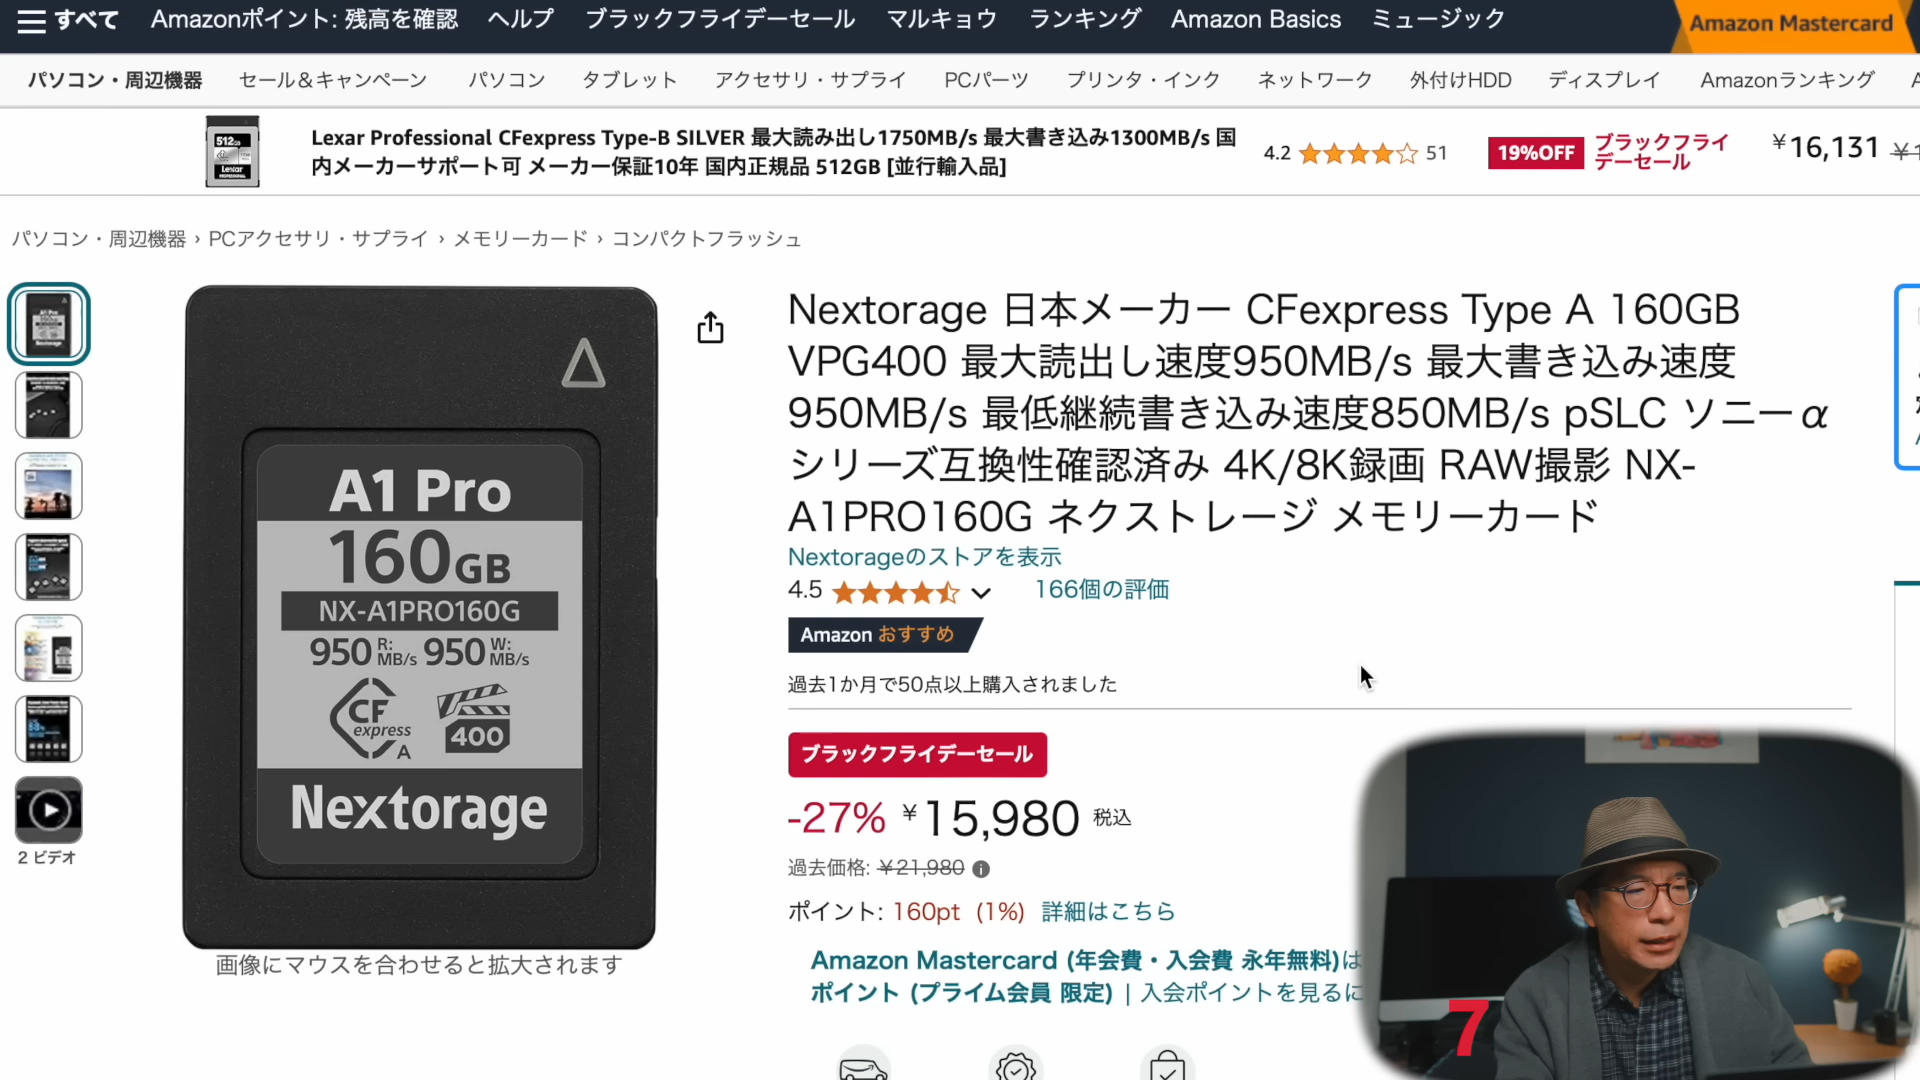 すべて
Amazonポイント: 残高を確認
ヘルプ
ブラックフライデーセール
マルキョウ
ランキング
Amazon Basics
ミュージック
Amazon Mastercard
パソコン・周辺機器
セール＆キャンペーン
パソコン
タブレット
アクセサリ・サプライ
PCパーツ
プリンタ・インク
ネットワーク
外付けHDD
ディスプレイ
Amazonランキング
512GB
Lexar
Lexar Professional CFexpress Type-B SILVER 最大読み出し1750MB/s 最大書き込み1300MB/s 国
内メーカーサポート可 メーカー保証10年 国内正規品 512GB [並行輸入品]
4.2
51
19%OFF
ブラックフライ
デーセール
¥16,131
パソコン・周辺機器 › PCアクセサリ・サプライ › メモリーカード › コンパクトフラッシュ
2 ビデオ
A1 Pro
160GB
NX-A1PRO160G
950 R: MB/s 950 W: MB/s
CF express A
400
Nextorage
画像にマウスを合わせると拡大されます
Nextorage 日本メーカー CFexpress Type A 160GB
VPG400 最大読出し速度950MB/s 最大書き込み速度
950MB/s 最低継続書き込み速度850MB/s pSLC ソニーα
シリーズ互換性確認済み 4K/8K録画 RAW撮影 NX-
A1PRO160G ネクストレージ メモリーカード
Nextorageのストアを表示
4.5
166個の評価
Amazon おすすめ
過去1か月で50点以上購入されました
ブラックフライデーセール
-27% ¥15,980 税込
過去価格: ¥21,980
ポイント: 160pt (1%) 詳細はこちら
Amazon Mastercard (年会費・入会費 永年無料)は
ポイント (プライム会員 限定) | 入会ポイントを見るに
7